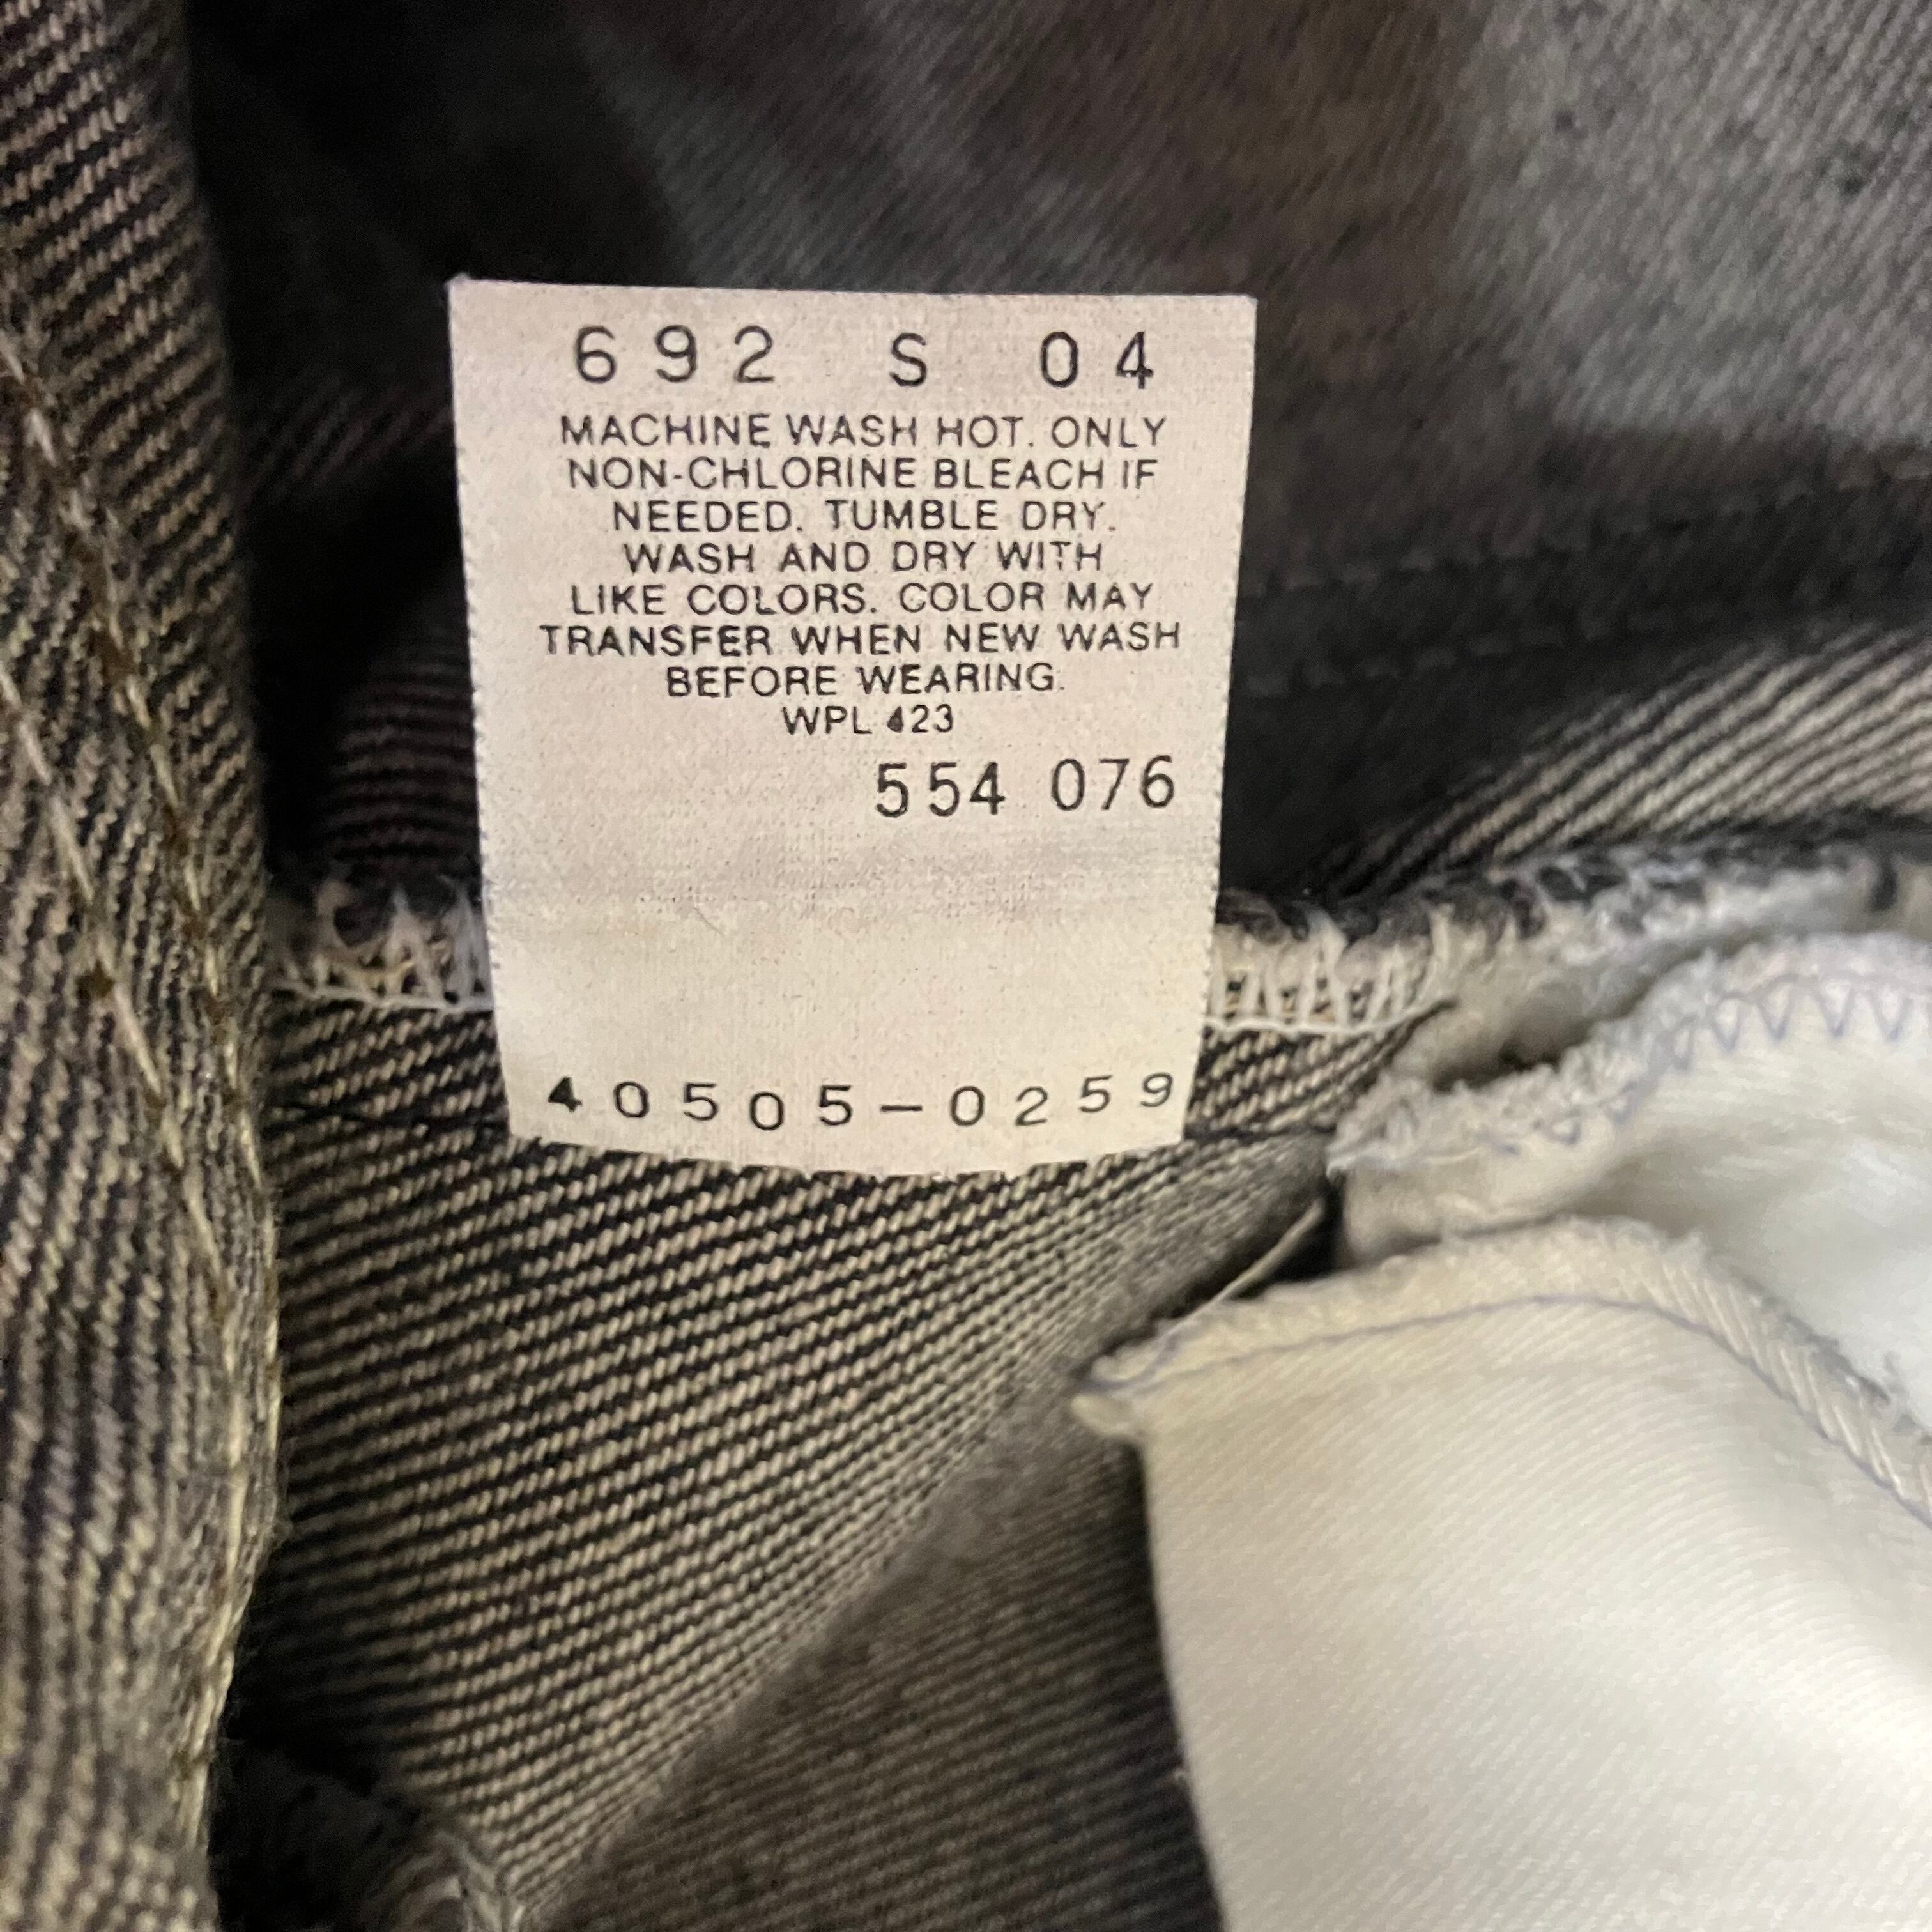 692 S 04
MACHINE WASH HOT. ONLY
NON-CHLORINE BLEACH IF
NEEDED. TUMBLE DRY.
WASH AND DRY WITH
LIKE COLORS. COLOR MAY
TRANSFER WHEN NEW WASH
BEFORE WEARING.
WPL 423
554 076
40505-0259